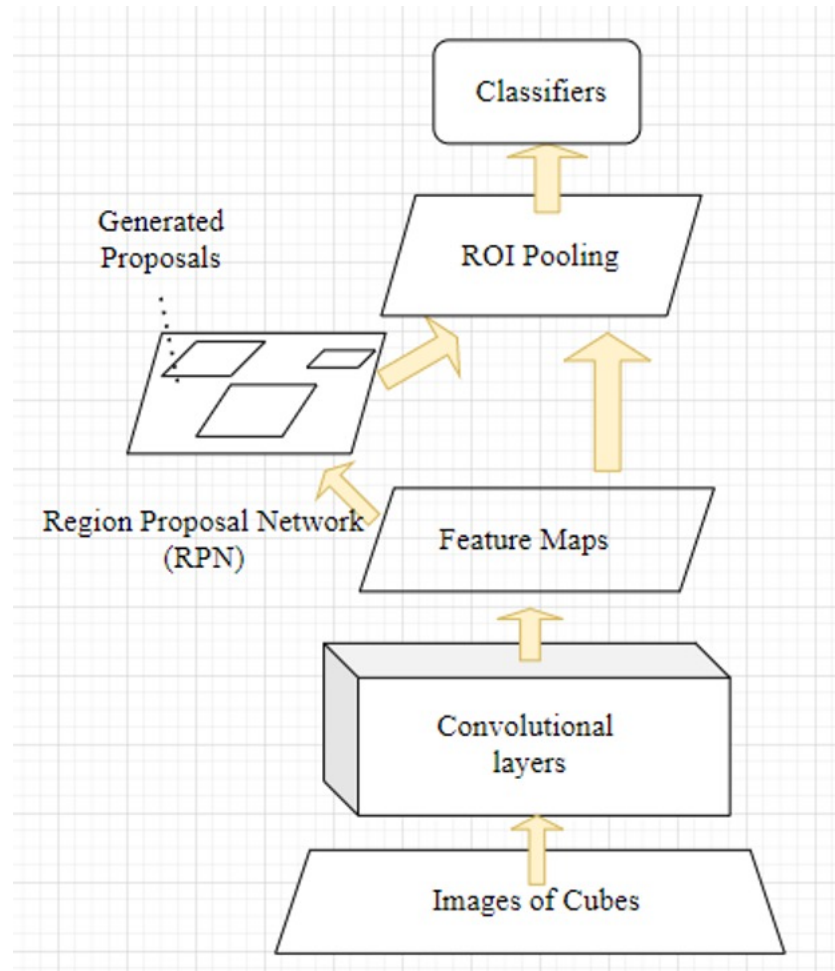 Classifiers
Generated
Proposals
ROI Pooling
Region Proposal Network
(RPN)
Feature Maps
Convolutional
layers
Images of Cubes